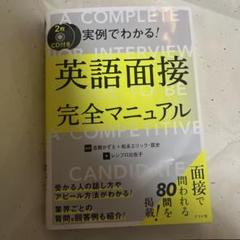 2枚
CD付き
実例でわかる!
A COMPLETE
JOB INTERVIEW
英語面接
完全マニュアル
CANDIDATE
受かる人の話し方や
アピール方法がわかる!
業界ごとの
質問&回答例も紹介!
面接で
問われる
80問を
掲載!